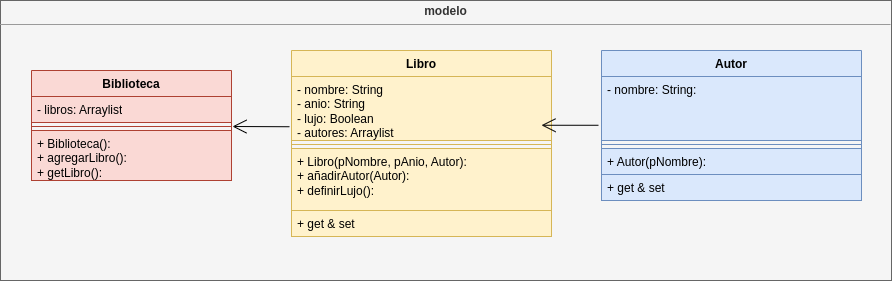 modelo
Biblioteca
- libros: Arraylist
+ Biblioteca():
+ agregarLibro():
+ getLibro():
Libro
- nombre: String
- anio: String
- lujo: Boolean
- autores: Arraylist
+ Libro(pNombre, pAnio, Autor):
+ añadirAutor(Autor):
+ definirLujo():
+ get & set
Autor
- nombre: String:
+ Autor(pNombre):
+ get & set